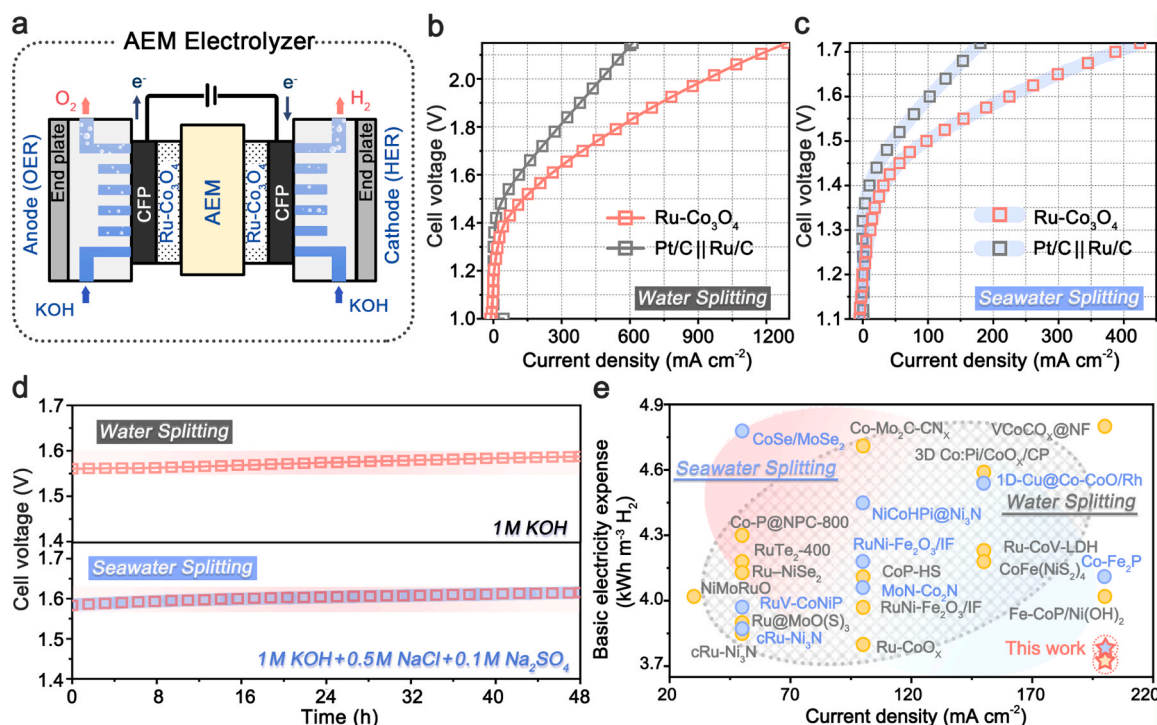 a
AEM Electrolyzer
e⁻
e⁻
O₂
H₂
End plate
Anode (OER)
CFP
Ru-Co₃O₄
AEM
Ru-Co₃O₄
CFP
End plate
Cathode (HER)
KOH
KOH
b
Cell voltage (V)
2.0
1.8
1.6
1.4
1.2
1.0
Ru-Co₃O₄
Pt/C||Ru/C
Water Splitting
0 300 600 900 1200
Current density (mA cm⁻²)
c
Cell voltage (V)
1.7
1.6
1.5
1.4
1.3
1.2
1.1
Ru-Co₃O₄
Pt/C||Ru/C
Seawater Splitting
0 100 200 300 400
Current density (mA cm⁻²)
d
Cell voltage (V)
1.7
1.6
1.5
1.4
1.7
1.6
1.5
1.4
Water Splitting
1M KOH
Seawater Splitting
1M KOH+0.5M NaCl+0.1M Na₂SO₄
0 8 16 24 32 40 48
Time (h)
e
Basic electricity expense
(kWh m⁻³ H₂)
4.9
4.6
4.3
4.0
3.7
CoSe/MoSe₂
Co-Mo₂C-CNₓ
VCoCOₓ@NF
Seawater Splitting
3D Co:Pi/CoOₓ/CP
1D-Cu@Co-CoO/Rh
NiCoHPi@Ni₃N
Water Splitting
Co-P@NPC-800
RuTe₂-400
RuNi-Fe₂O₃/IF
Ru-CoV-LDH
Ru–NiSe₂
CoP-HS
CoFe(NiS₂)₄
Co-Fe₂P
NiMoRuO
MoN-Co₂N
RuV-CoNiP
RuNi-Fe₂O₃/IF
Fe-CoP/Ni(OH)₂
Ru@MoO(S)₃
cRu-Ni₃N
cRu-Ni₃N
Ru-CoOₓ
This work
30 70 110 150 190 220
Current density (mA cm⁻²)